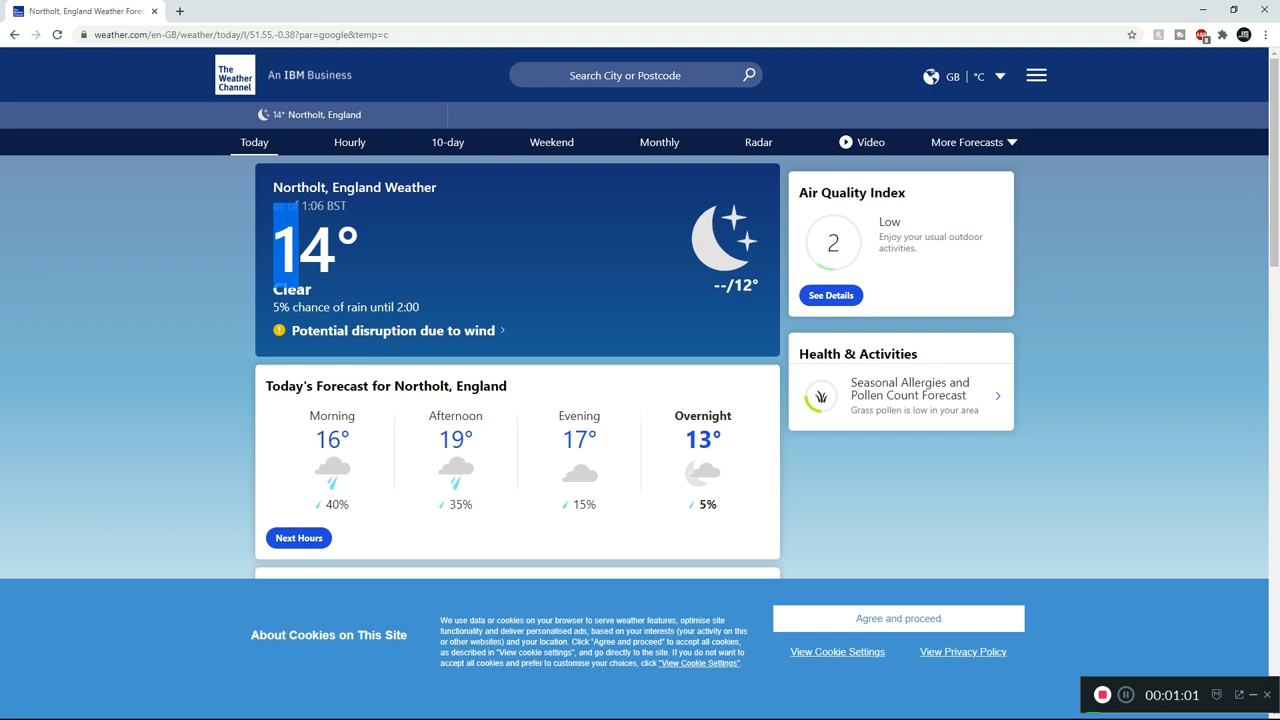 Northolt, England Weather Forec
weather.com/en-GB/weather/today/l/51.55,-0.38?par=google&temp=c
The
Weather
Channel
An IBM Business
Search City or Postcode
GB
°C
14° Northolt, England
Today
Hourly
10-day
Weekend
Monthly
Radar
Video
More Forecasts
Northolt, England Weather
as of 1:06 BST
14°
Clear
--/12°
5% chance of rain until 2:00
Potential disruption due to wind
Air Quality Index
2
Low
Enjoy your usual outdoor
activities.
See Details
Health & Activities
Seasonal Allergies and
Pollen Count Forecast
Grass pollen is low in your area
Today's Forecast for Northolt, England
Morning
Afternoon
Evening
Overnight
16°
19°
17°
13°
40%
35%
15%
5%
Next Hours
About Cookies on This Site
We use data or cookies on your browser to serve weather features, optimise site
functionality and deliver personalised ads, based on your interests (your activity on this
or other websites) and your location. Click "Agree and proceed" to accept all cookies,
as described in "View cookie settings", and go directly to the site. If you do not want to
accept all cookies and prefer to customise your choices, click "View Cookie Settings".
Agree and proceed
View Cookie Settings
View Privacy Policy
00:01:01